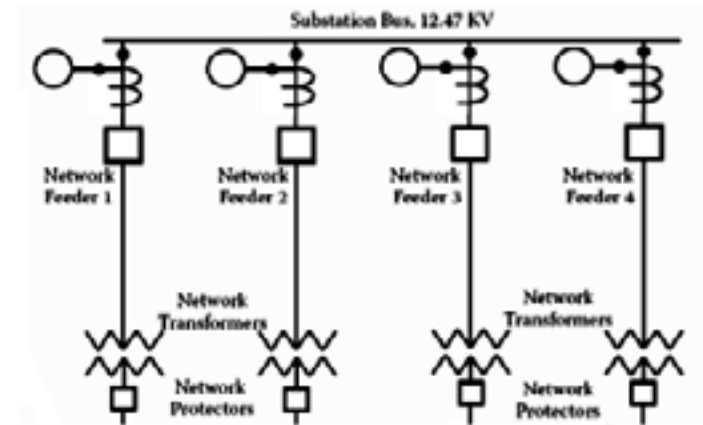 Substation Bus, 12.47 KV
Network
Feeder 1
Network
Feeder 2
Network
Feeder 3
Network
Feeder 4
Network
Transformers
Network
Transformers
Network
Protectors
Network
Protectors